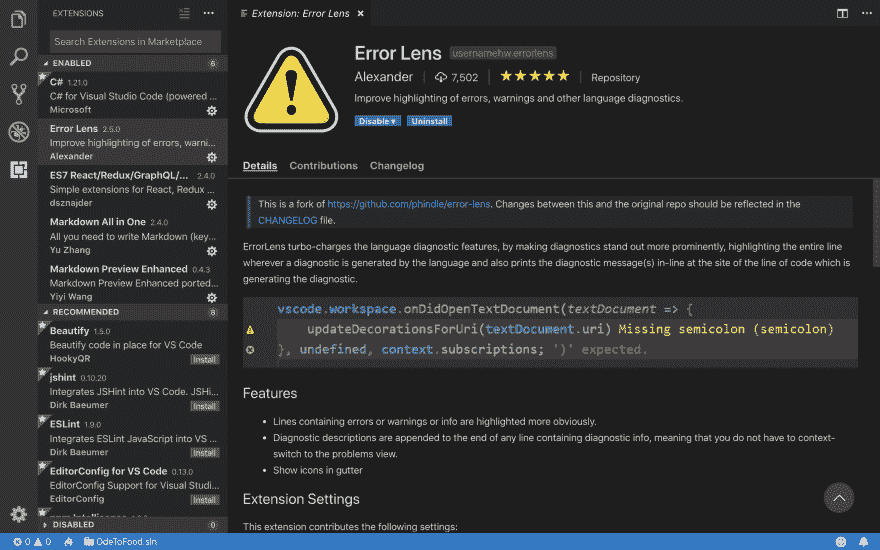 EXTENSIONS
Search Extensions in Marketplace
ENABLED 6
C# 1.21.0
C# for Visual Studio Code (powered ...
Microsoft
Error Lens 2.5.0
Improve highlighting of errors, warni...
Alexander
ES7 React/Redux/GraphQL/... 2.4.0
Simple extensions for React, Redux ...
dsznajder
Markdown All in One 2.4.0
All you need to write Markdown (key...
Yu Zhang
Markdown Preview Enhanced 0.4.3
Markdown Preview Enhanced ported...
Yiyi Wang
RECOMMENDED 8
Beautify 1.5.0
Beautify code in place for VS Code
HookyQR Install
jshint 0.10.20
Integrates JSHint into VS Code. JSHi...
Dirk Baeumer Install
ESLint 1.9.0
Integrates ESLint JavaScript into VS ...
Dirk Baeumer Install
EditorConfig for VS Code 0.13.0
EditorConfig Support for Visual Studi...
EditorConfig Install
DISABLED 0
Extension: Error Lens
Error Lens usernamehw.errorlens
Alexander 7,502 Repository
Improve highlighting of errors, warnings and other language diagnostics.
Disable Uninstall
Details Contributions Changelog
This is a fork of https://github.com/phindle/error-lens. Changes between this and the original repo should be reflected in the
CHANGELOG file.
ErrorLens turbo-charges the language diagnostic features, by making diagnostics stand out more prominently, highlighting the entire line
wherever a diagnostic is generated by the language and also prints the diagnostic message(s) in-line at the site of the line of code which is
generating the diagnostic.
vscode.workspace.onDidOpenTextDocument(textDocument => {
updateDecorationsForUri(textDocument.uri) Missing semicolon (semicolon)
}, undefined, context.subscriptions; ')' expected.
Features
Lines containing errors or warnings or info are highlighted more obviously.
Diagnostic descriptions are appended to the end of any line containing diagnostic info, meaning that you do not have to context-
switch to the problems view.
Show icons in gutter
Extension Settings
This extension contributes the following settings:
0 0 OdeToFood.sln